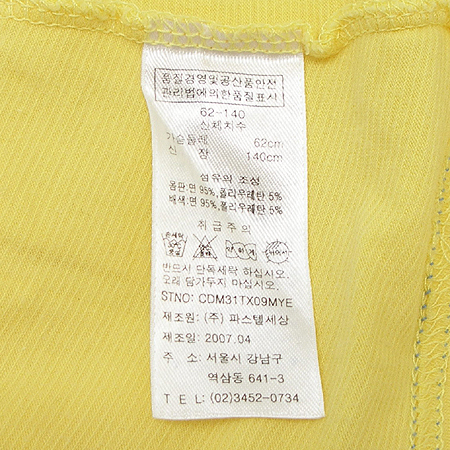 품질경영및공산품안전
관리법에의한품질표시
62-140
신체치수
가슴둘레 62cm
신 장 140cm
섬유의 조성
몸판:면 95%,폴리우레탄 5%
배색:면 95%,폴리우레탄 5%
취급주의
반드시 단독세탁 하십시오.
오래 담가두지 마십시오.
STNO: CDM31TX09MYE
제조원: (주) 파스텔세상
제조일: 2007.04
주 소: 서울시 강남구
역삼동 641-3
T E L: (02)3452-0734